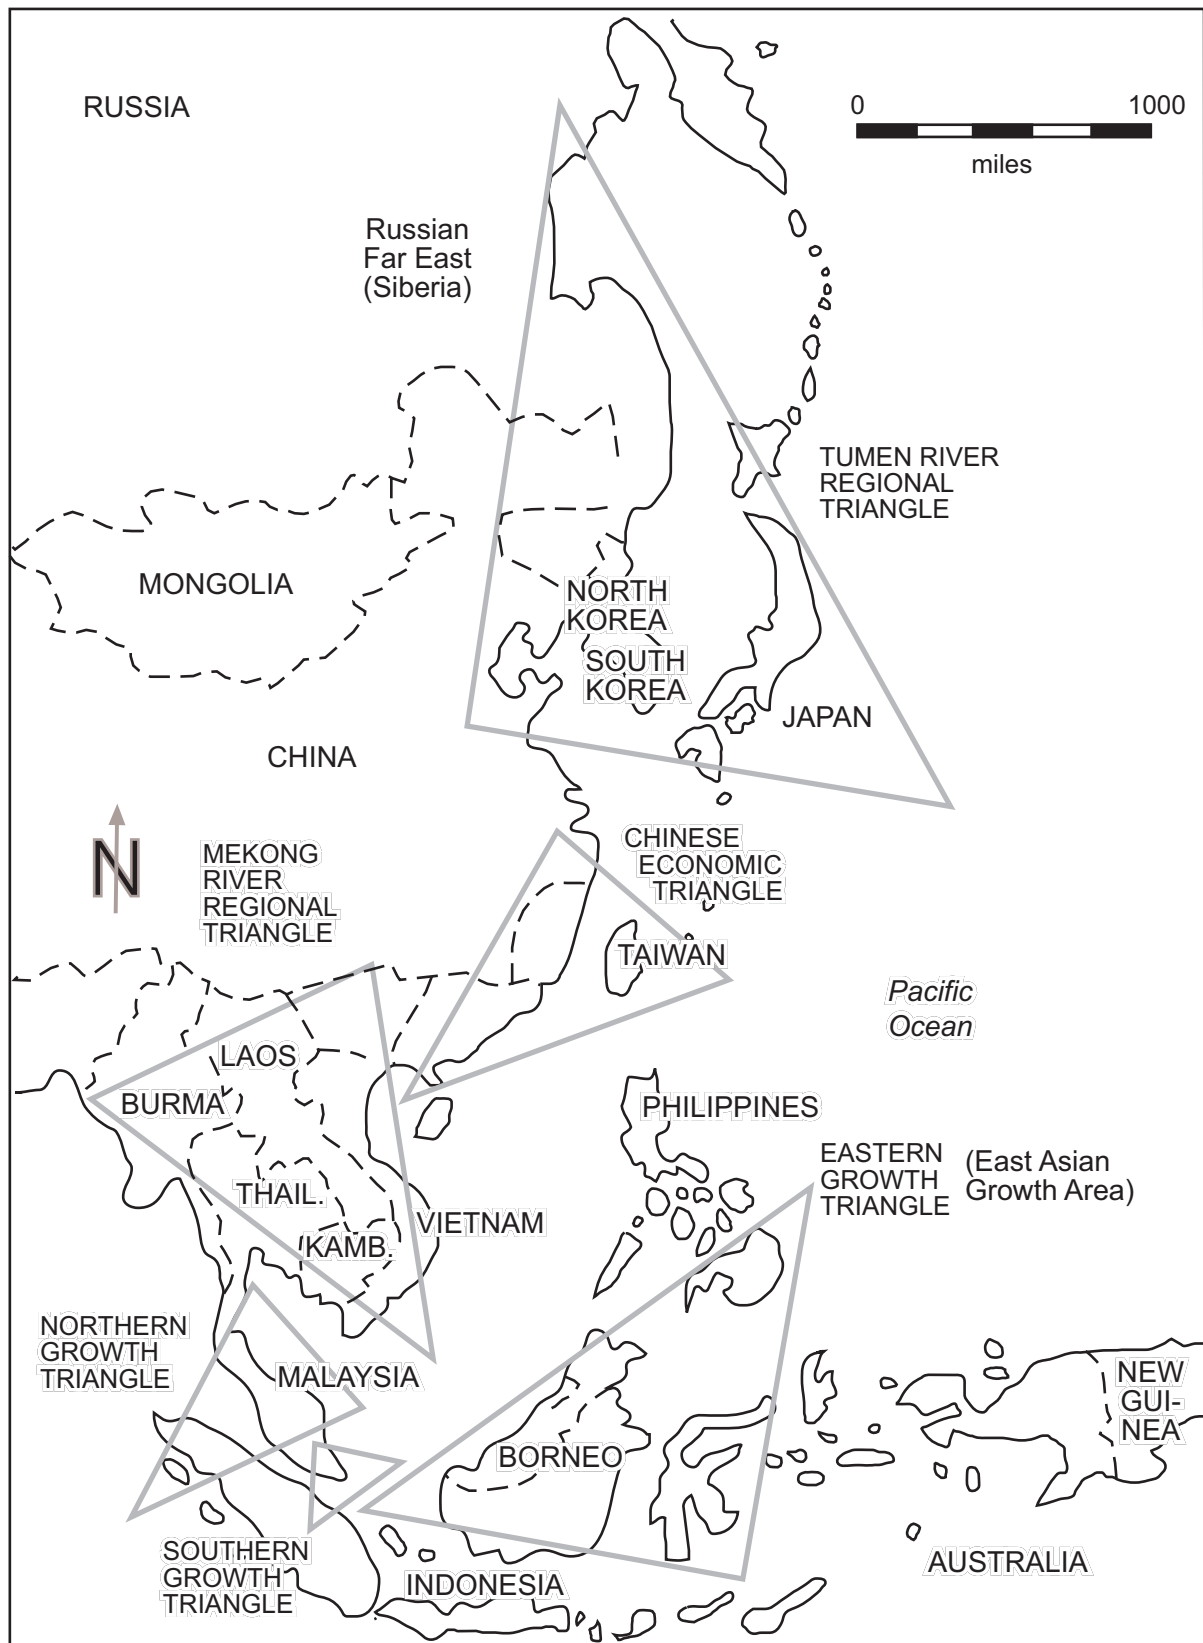 RUSSIA
0
1000
miles
Russian
Far East
(Siberia)
TUMEN RIVER
REGIONAL
TRIANGLE
MONGOLIA
NORTH
KOREA
SOUTH
KOREA
JAPAN
CHINA
N
MEKONG
RIVER
REGIONAL
TRIANGLE
CHINESE
ECONOMIC
TRIANGLE
TAIWAN
Pacific
Ocean
LAOS
BURMA
PHILIPPINES
THAIL.
VIETNAM
KAMB.
EASTERN
GROWTH
TRIANGLE
(East Asian
Growth Area)
NORTHERN
GROWTH
TRIANGLE
MALAYSIA
NEW
GUI-
NEA
BORNEO
SOUTHERN
GROWTH
TRIANGLE
INDONESIA
AUSTRALIA